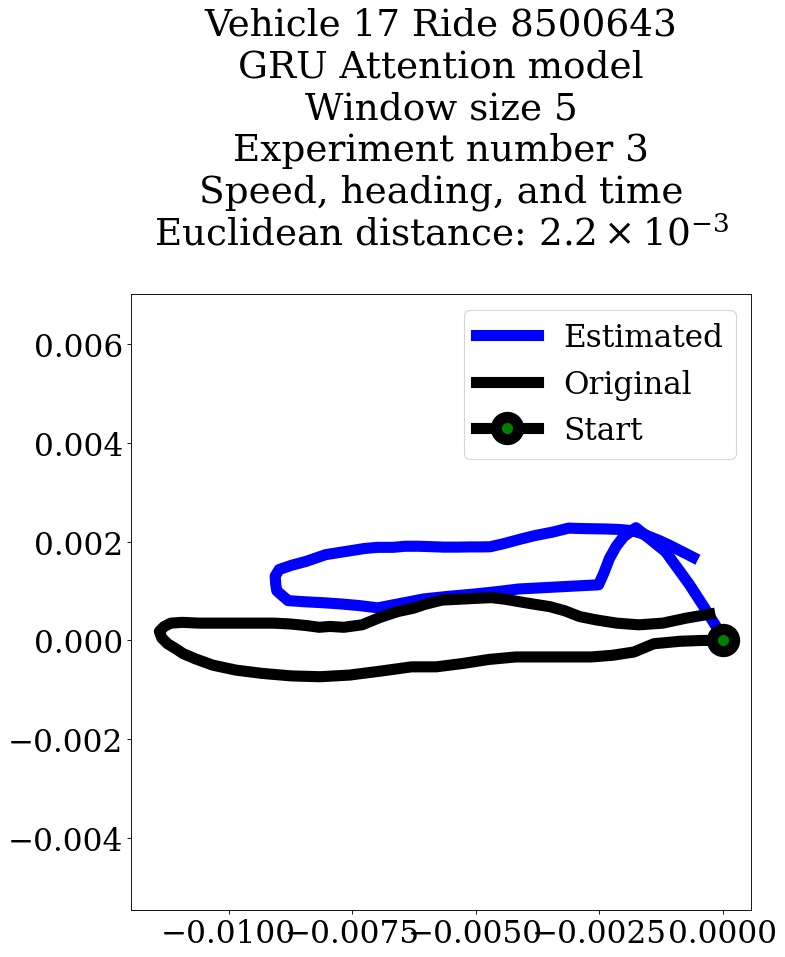 Vehicle 17 Ride 8500643
GRU Attention model
Window size 5
Experiment number 3
Speed, heading, and time
Euclidean distance: 2.2 × 10⁻³
Estimated
Original
Start
0.006
0.004
0.002
0.000
−0.002
−0.004
−0.0100 −0.0075 −0.0050 −0.0025 0.0000